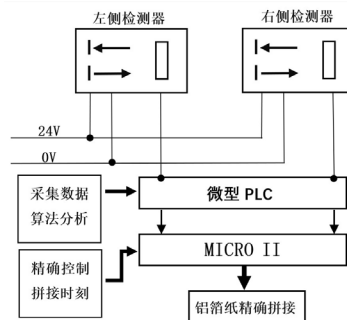 左侧检测器
右侧检测器
24V
0V
采集数据
算法分析
微型 PLC
精确控制
拼接时刻
MICRO II
铝箔纸精确拼接